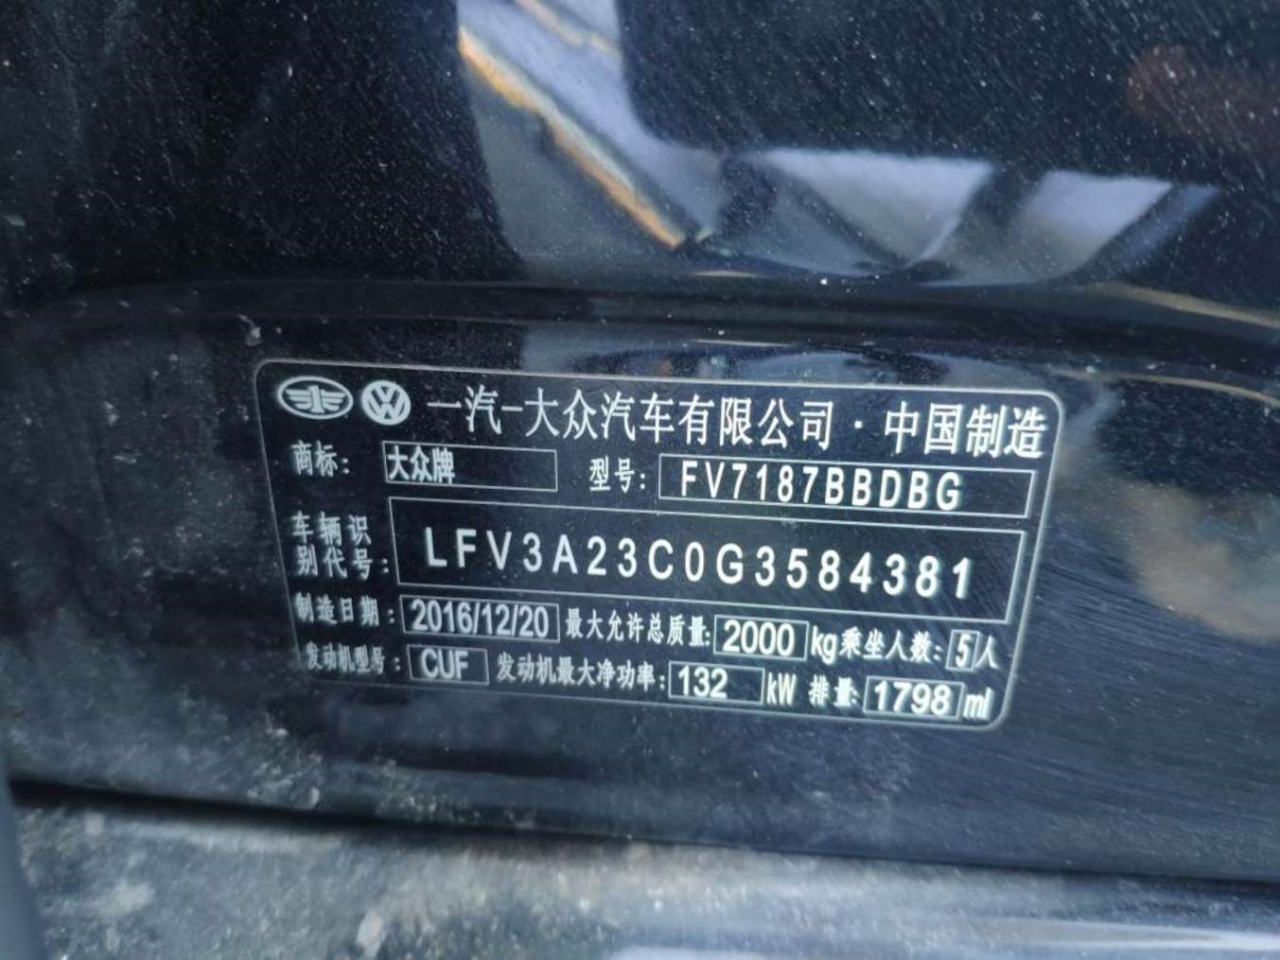 一汽-大众汽车有限公司·中国制造
商标: 大众牌 型号: FV7187BBDBG
车辆识别代号: LFV3A23C0G3584381
制造日期: 2016/12/20 最大允许总质量: 2000 kg 乘坐人数: 5 人
发动机型号: CUF 发动机最大净功率: 132 kW 排量: 1798 ml